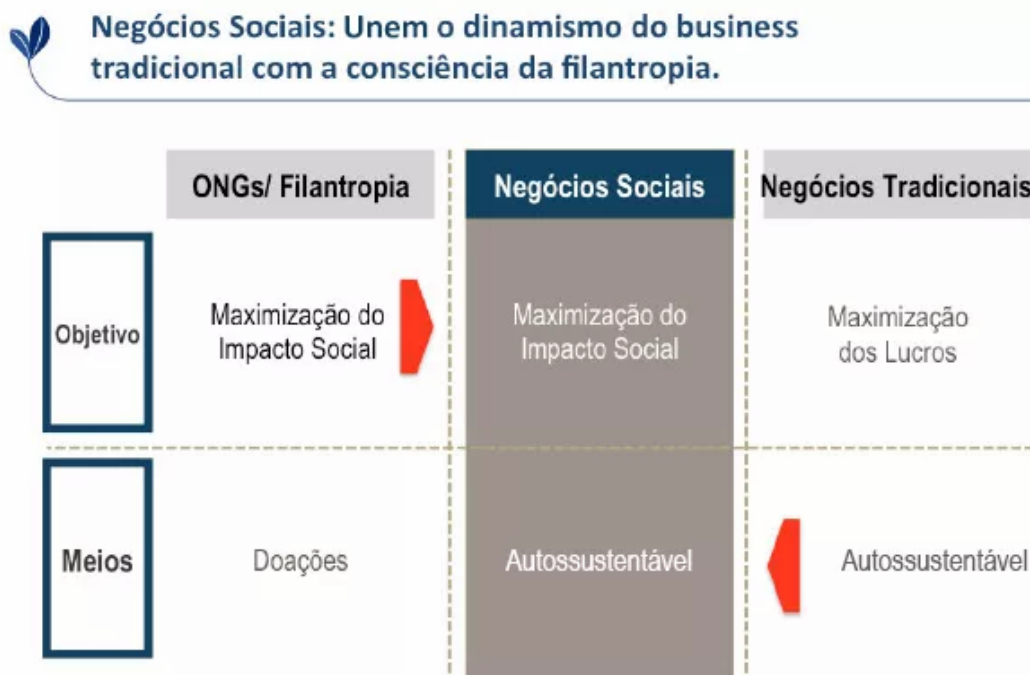 Negócios Sociais: Unem o dinamismo do business
tradicional com a consciência da filantropia.
ONGs/ Filantropia
Negócios Sociais
Negócios Tradicionais
Objetivo
Maximização do
Impacto Social
Maximização do
Impacto Social
Maximização
dos Lucros
Meios
Doações
Autossustentável
Autossustentável